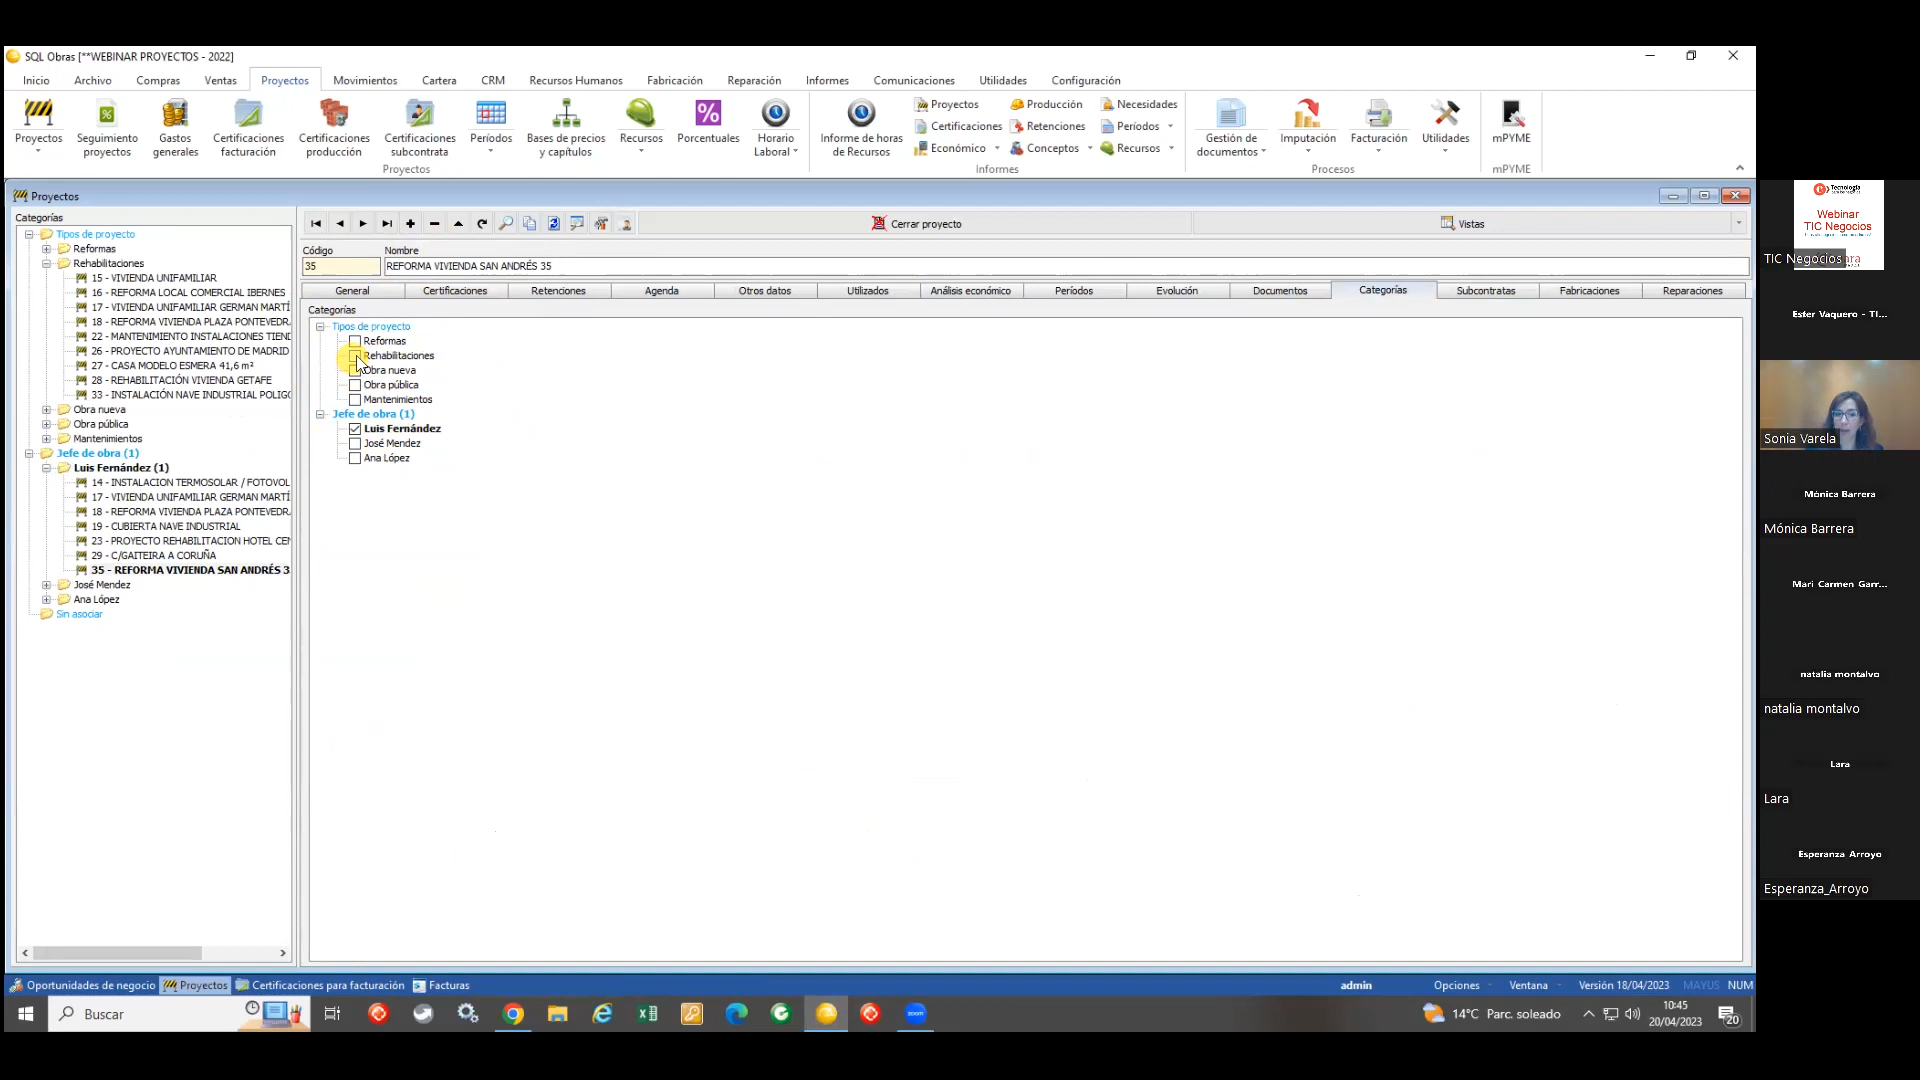 SQL Obras [**WEBINAR PROYECTOS - 2022]
Inicio Archivo Compras Ventas Proyectos Movimientos Cartera CRM Recursos Humanos Fabricación Reparación Informes Comunicaciones Utilidades Configuración
Proyectos
Seguimiento proyectos
Gastos generales
Certificaciones facturación
Certificaciones producción
Certificaciones subcontrata
Períodos
Bases de precios y capítulos
Recursos
Porcentuales
Horario Laboral
Informe de horas de Recursos
Proyectos Producción Necesidades
Certificaciones Retenciones Períodos
Económico Conceptos Recursos
Gestión de documentos
Imputación
Facturación
Utilidades
mPYME
Proyectos Informes Procesos mPYME
Proyectos
Categorías
Tipos de proyecto
Reformas
Rehabilitaciones
15 - VIVIENDA UNIFAMILIAR
16 - REFORMA LOCAL COMERCIAL IBERNES
17 - VIVIENDA UNIFAMILIAR GERMAN MARTÍ
18 - REFORMA VIVIENDA PLAZA PONTEVEDR
22 - MANTENIMIENTO INSTALACIONES TIEND
26 - PROYECTO AYUNTAMIENTO DE MADRID
27 - CASA MODELO ESMERA 41,6 m²
28 - REHABILITACIÓN VIVIENDA GETAFE
33 - INSTALACIÓN NAVE INDUSTRIAL POLIG
Obra nueva
Obra pública
Mantenimientos
Jefe de obra (1)
Luis Fernández (1)
14 - INSTALACION TERMOSOLAR / FOTOVOL
17 - VIVIENDA UNIFAMILIAR GERMAN MARTÍ
18 - REFORMA VIVIENDA PLAZA PONTEVEDR
19 - CUBIERTA NAVE INDUSTRIAL
23 - PROYECTO REHABILITACION HOTEL CEN
29 - C/GAITEIRA A CORUÑA
35 - REFORMA VIVIENDA SAN ANDRÉS 3
José Mendez
Ana López
Sin asociar
Cerrar proyecto
Vistas
Código Nombre
35 REFORMA VIVIENDA SAN ANDRÉS 35
General Certificaciones Retenciones Agenda Otros datos Utilizados Análisis económico Períodos Evolución Documentos Categorías Subcontratas Fabricaciones Reparaciones
Categorías
Tipos de proyecto
Reformas
Rehabilitaciones
Obra nueva
Obra pública
Mantenimientos
Jefe de obra (1)
Luis Fernández
José Mendez
Ana López
Oportunidades de negocio Proyectos Certificaciones para facturación Facturas
admin Opciones Ventana Versión 18/04/2023 MAYUS NUM
Buscar
14°C Parc. soleado
10:45
20/04/2023
20
zoom
Tecnología
Webinar
TIC Negocios
TIC Negocios
Ester Vaquero - TI...
Sonia Varela
Mónica Barrera
Mónica Barrera
Mari Carmen Garr...
natalia montalvo
natalia montalvo
Lara
Lara
Esperanza Arroyo
Esperanza_Arroyo